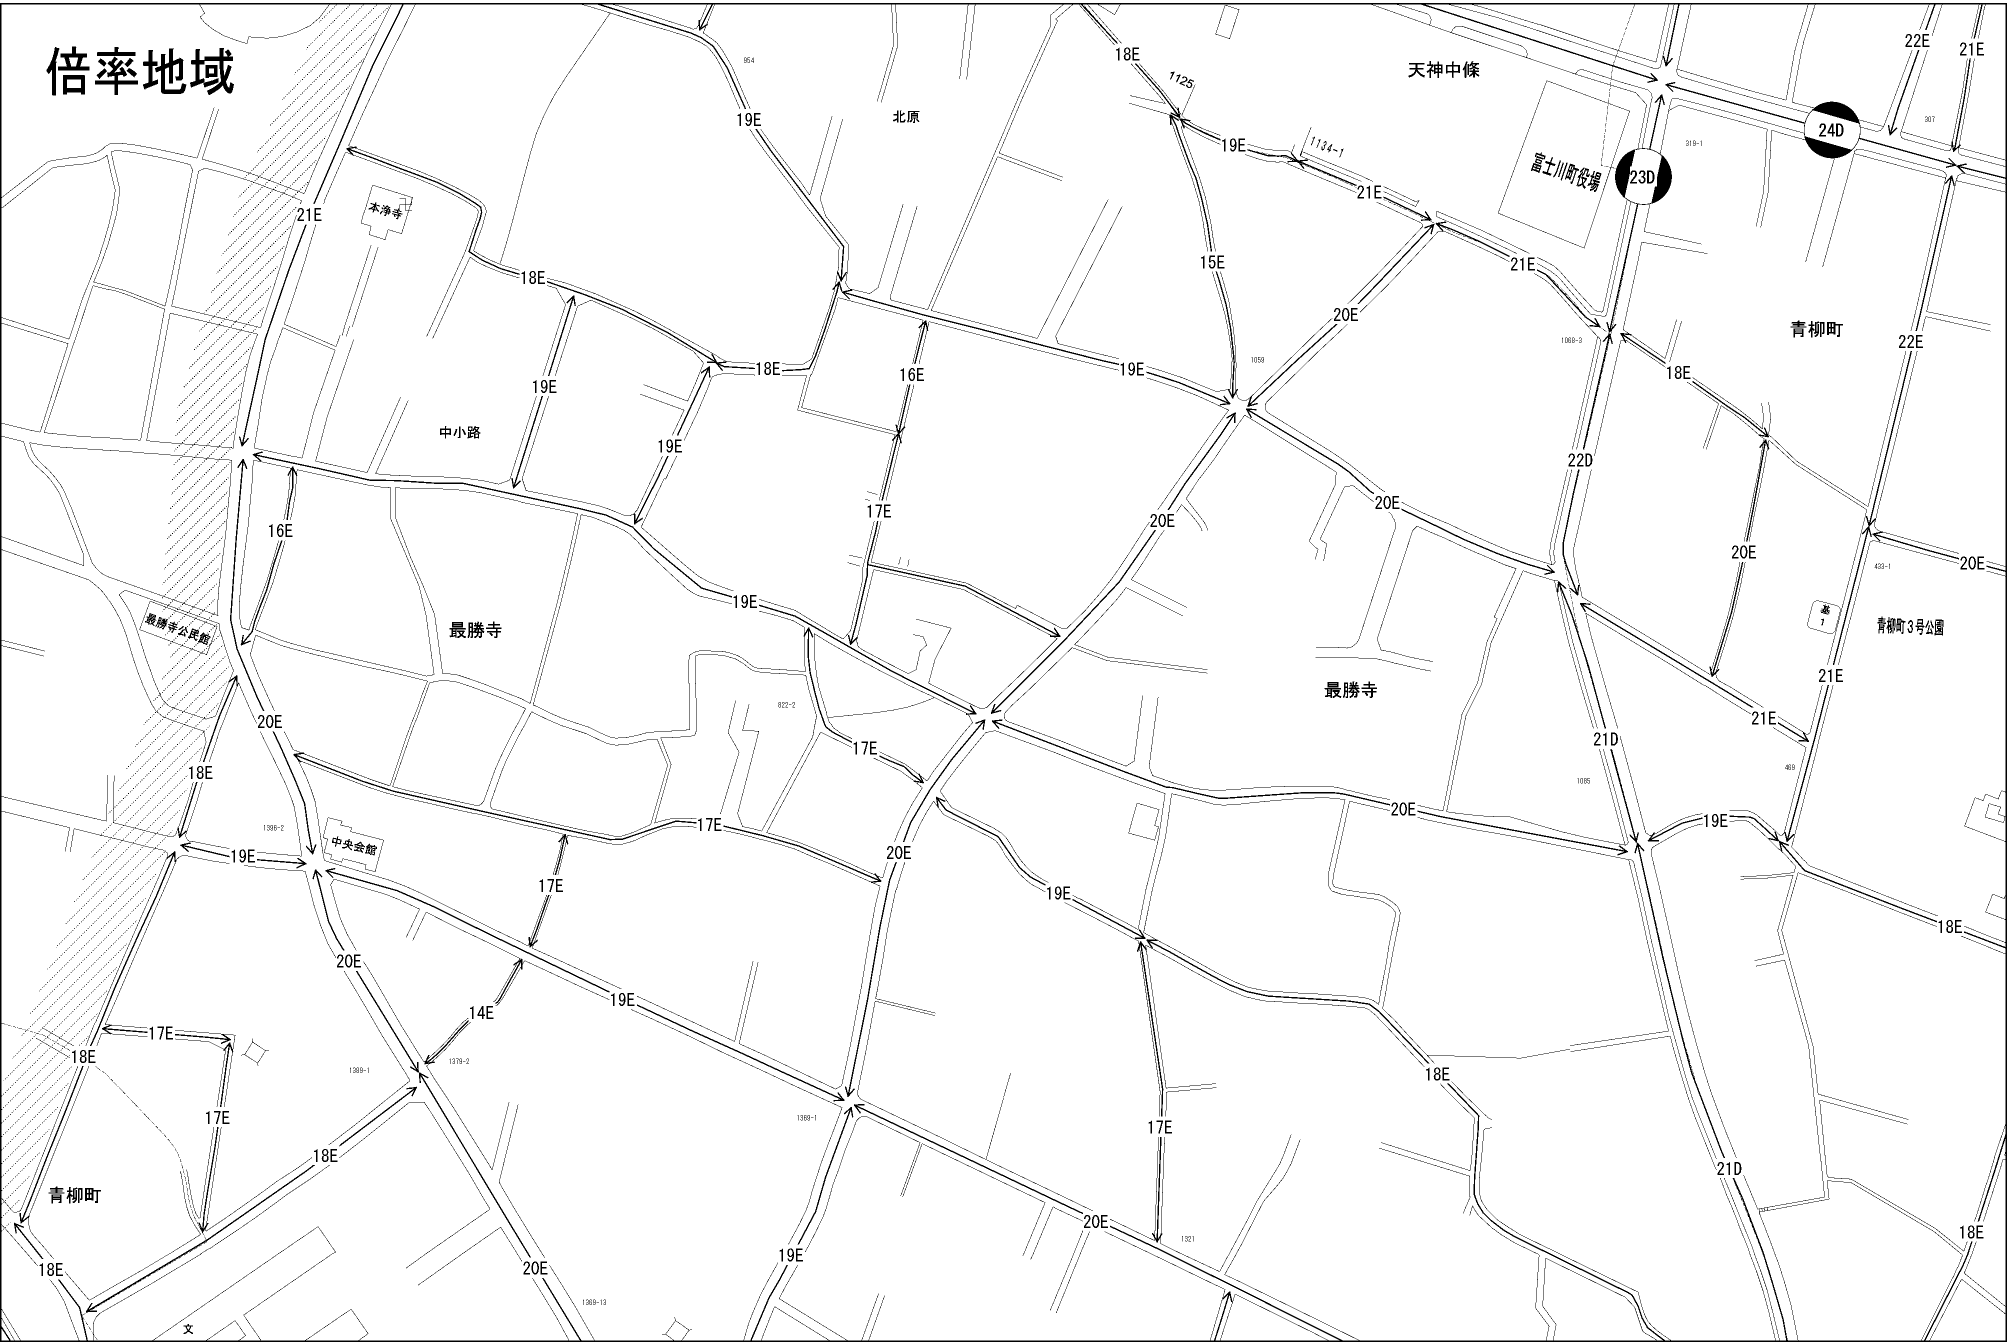 倍率地域
22E
21E
18E
954
天神中條
1125
北原
19E
24D
307
19E
1134-1
319-1
富士川町役場
23D
21E
本浄寺
21E
15E
21E
18E
20E
青柳町
1068-3
22E
1059
18E
19E
16E
18E
19E
中小路
19E
22D
20E
17E
20E
16E
20E
20E
433-1
19E
基
1
最勝寺公民館
最勝寺
青柳町3号公園
21E
最勝寺
822-2
20E
21E
21D
17E
18E
469
1085
20E
17E
19E
1396-2
中央会館
20E
19E
17E
19E
18E
20E
19E
14E
17E
18E
1379-2
1389-1
18E
17E
1369-1
17E
18E
21D
青柳町
20E
18E
1321
19E
18E
20E
1369-13
文